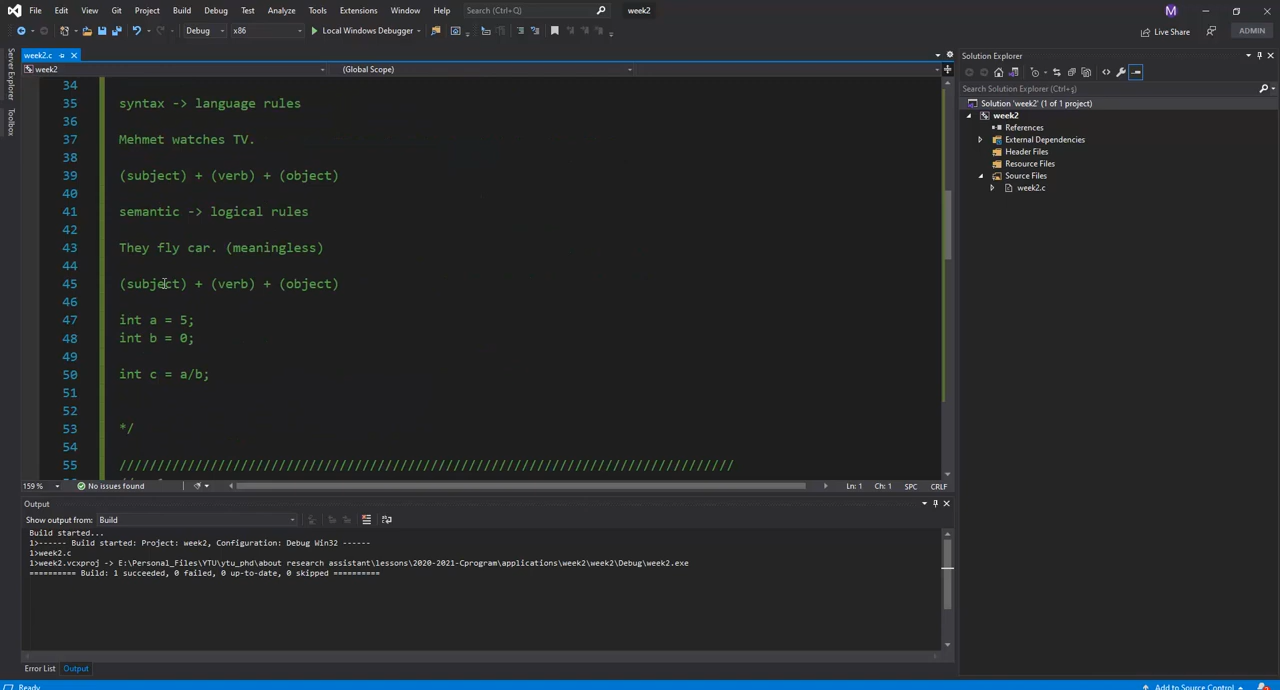 File Edit View Git Project Build Debug Test Analyze Tools Extensions Window Help Search (Ctrl+Q) week2 M
Debug x86 Local Windows Debugger Live Share ADMIN
Server Explorer
Toolbox
week2.c
week2 (Global Scope)
34
35 syntax -> language rules
36
37 Mehmet watches TV.
38
39 (subject) + (verb) + (object)
40
41 semantic -> logical rules
42
43 They fly car. (meaningless)
44
45 (subject) + (verb) + (object)
46
47 int a = 5;
48 int b = 0;
49
50 int c = a/b;
51
52
53 */
54
55 //////////////////////////////////////////////////////////////////////////////////
159 % No issues found Ln: 1 Ch: 1 SPC CRLF
Output
Show output from: Build
Build started...
1>------ Build started: Project: week2, Configuration: Debug Win32 ------
1>week2.c
1>week2.vcxproj -> E:\Personal_Files\YTU\ytu_phd\about research assistant\lessons\2020-2021-Cprogram\applications\week2\week2\Debug\week2.exe
========== Build: 1 succeeded, 0 failed, 0 up-to-date, 0 skipped ==========
Error List Output
Ready Add to Source Control
Solution Explorer
Search Solution Explorer (Ctrl+ş)
Solution 'week2' (1 of 1 project)
week2
References
External Dependencies
Header Files
Resource Files
Source Files
week2.c